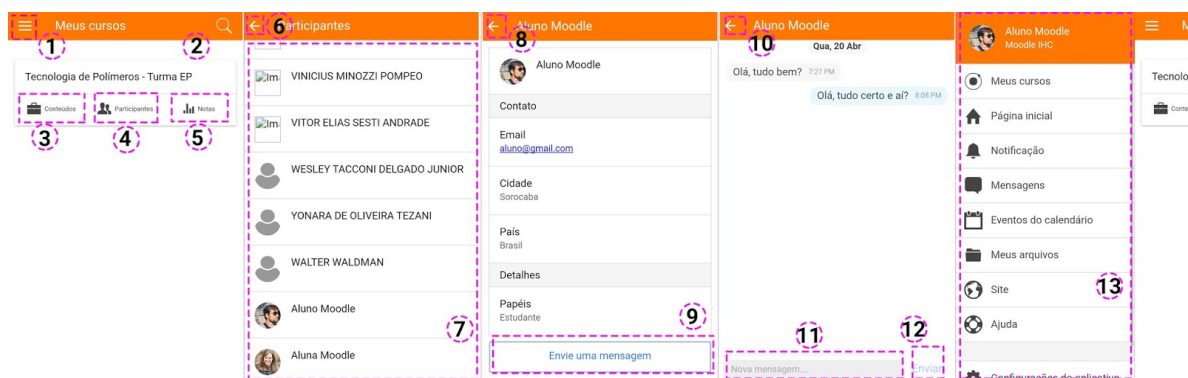 Meus cursos
1
2
Tecnologia de Polímeros - Turma EP
Conteúdos
Participantes
Notas
3
4
5
6
Participantes
VINICIUS MINOZZI POMPEO
VITOR ELIAS SESTI ANDRADE
WESLEY TACCONI DELGADO JUNIOR
YONARA DE OLIVEIRA TEZANI
WALTER WALDMAN
Aluno Moodle
7
Aluna Moodle
Aluno Moodle
8
Aluno Moodle
Contato
Email
aluno@gmail.com
Cidade
Sorocaba
País
Brasil
Detalhes
Papéis
Estudante
9
Envie uma mensagem
Aluno Moodle
10
Qua, 20 Abr
Olá, tudo bem? 7:27 PM
Olá, tudo certo e aí? 8:08 PM
11
12
Nova mensagem...
Enviar
Aluno Moodle
Moodle IHC
Meus cursos
Página inicial
Notificação
Mensagens
Eventos do calendário
Meus arquivos
Site
13
Ajuda
Configurações do aplicativo
M
Tecnolo
Conte